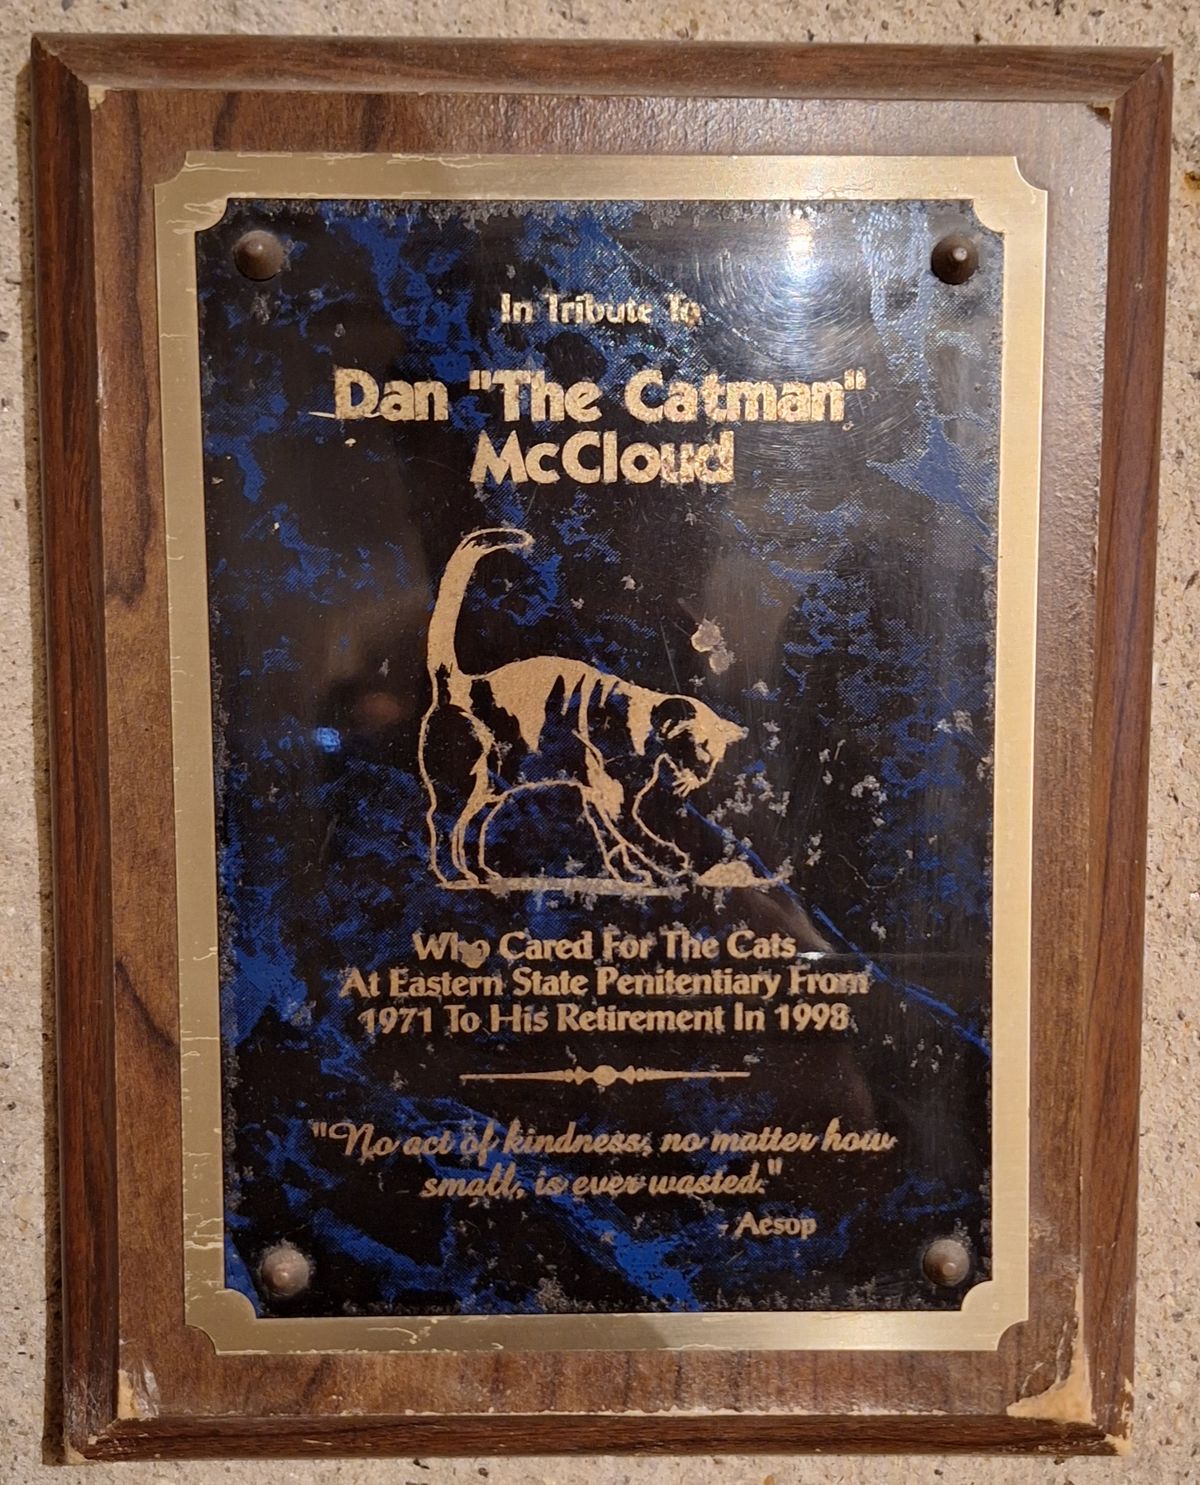 In Tribute To
Dan "The Catman"
McCloud
Who Cared For The Cats
At Eastern State Penitentiary From
1971 To His Retirement In 1998
"No act of kindness, no matter how
small, is ever wasted."
- Aesop